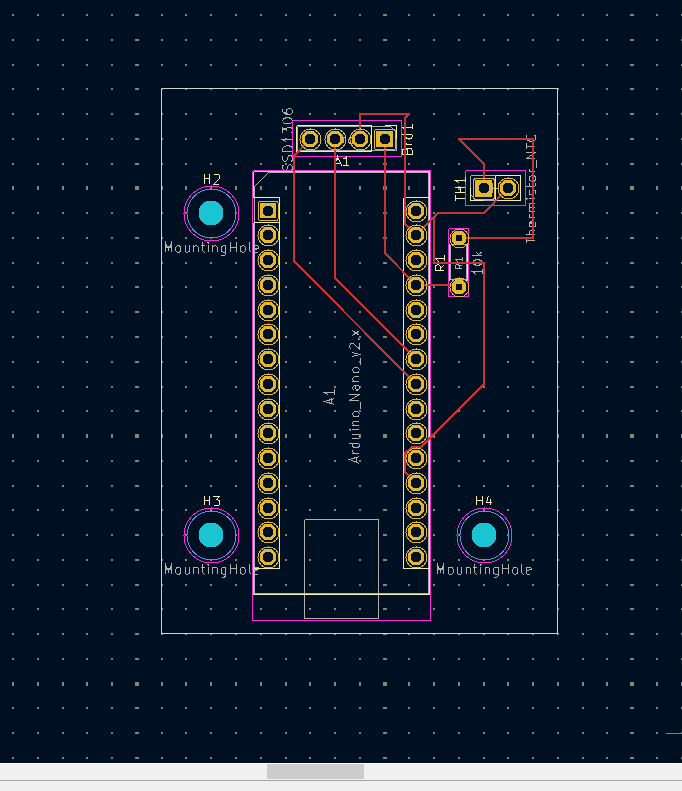 SSD1306
Brd1
A1
H2
MountingHole
TH1
Thermistor_NTC
R1
R1
10k
A1
Arduino_Nano_v2.x
H3
MountingHole
H4
MountingHole